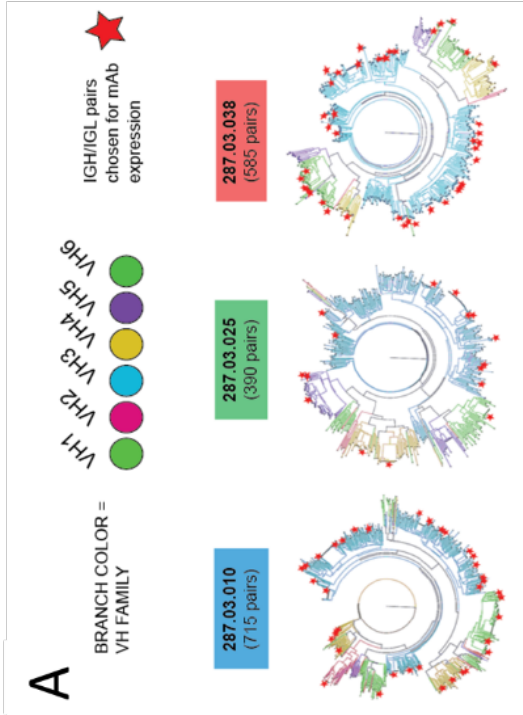 A
BRANCH COLOR =
VH FAMILY
VH1 VH2 VH3 VH4 VH5 VH6
IGH/IGL pairs
chosen for mAb
expression
287.03.010
(715 pairs)
287.03.025
(390 pairs)
287.03.038
(585 pairs)